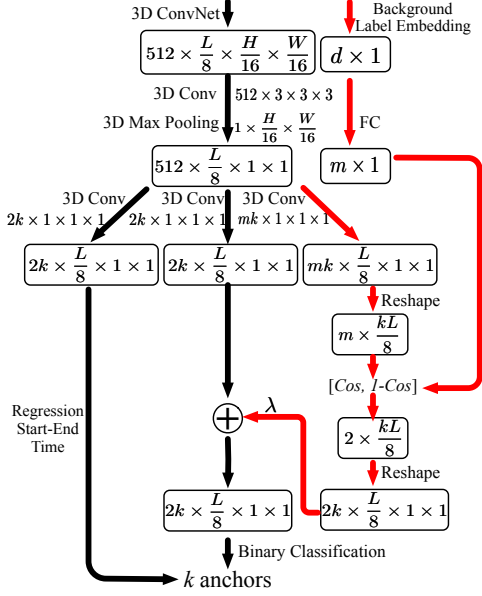 3D ConvNet
Background
Label Embedding
512 × L/8 × H/16 × W/16
d × 1
3D Conv 512 × 3 × 3 × 3
FC
3D Max Pooling 1 × H/16 × W/16
512 × L/8 × 1 × 1
m × 1
3D Conv 3D Conv 3D Conv
2k × 1 × 1 × 1 2k × 1 × 1 × 1 mk × 1 × 1 × 1
2k × L/8 × 1 × 1 2k × L/8 × 1 × 1 mk × L/8 × 1 × 1
Reshape
m × kL/8
[Cos, 1-Cos]
Regression
Start-End
Time
+ λ
2 × kL/8
Reshape
2k × L/8 × 1 × 1 2k × L/8 × 1 × 1
Binary Classification
k anchors